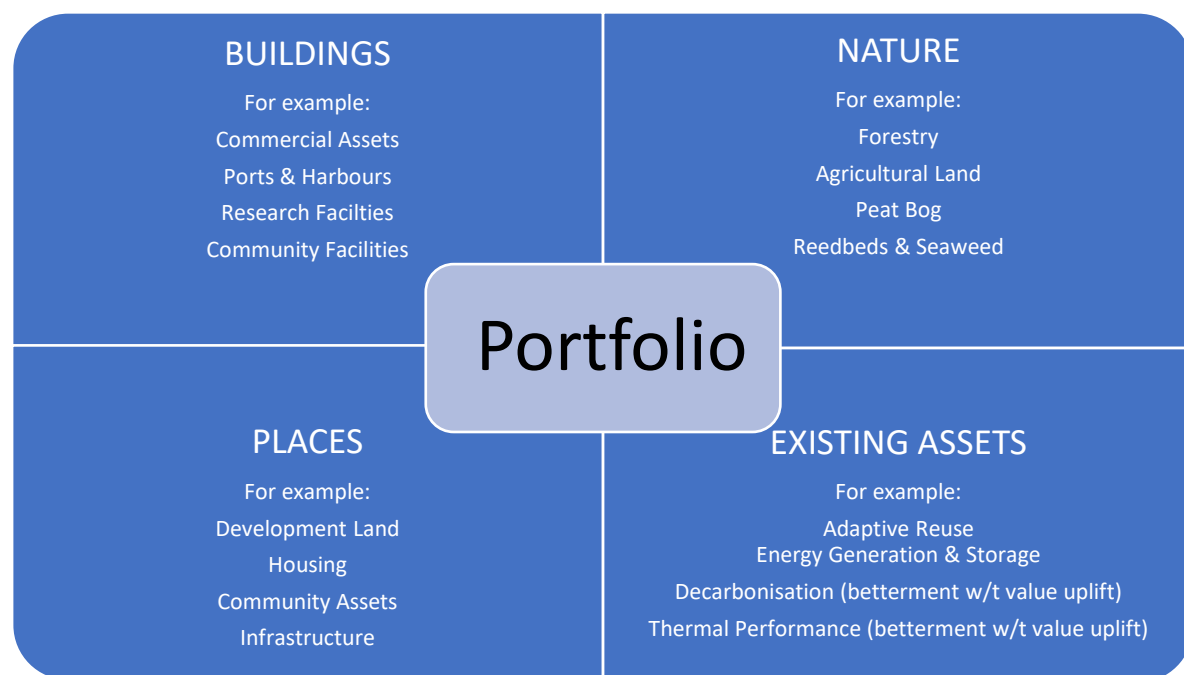 BUILDINGS
For example:
Commercial Assets
Ports & Harbours
Research Facilties
Community Facilities
NATURE
For example:
Forestry
Agricultural Land
Peat Bog
Reedbeds & Seaweed
Portfolio
PLACES
For example:
Development Land
Housing
Community Assets
Infrastructure
EXISTING ASSETS
For example:
Adaptive Reuse
Energy Generation & Storage
Decarbonisation (betterment w/t value uplift)
Thermal Performance (betterment w/t value uplift)